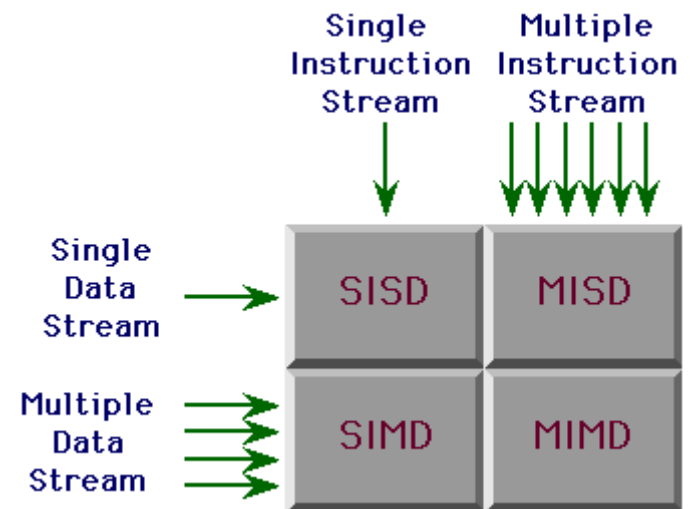 Single
Instruction
Stream
Multiple
Instruction
Stream
Single
Data
Stream
SISD
MISD
Multiple
Data
Stream
SIMD
MIMD